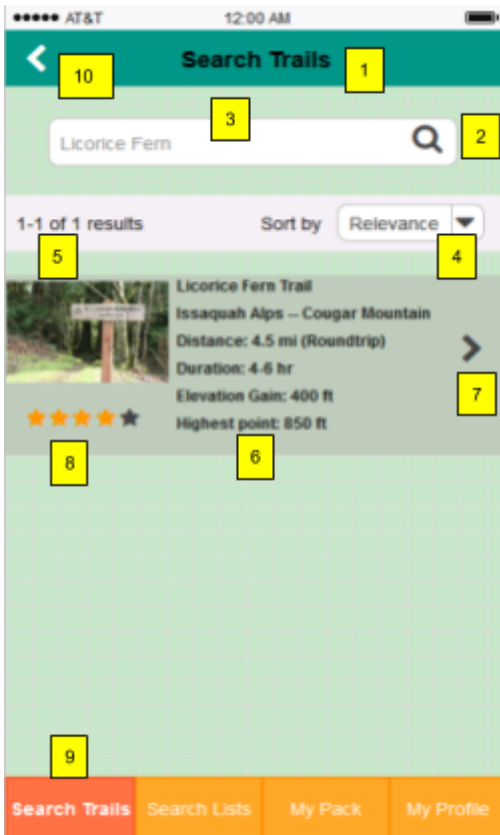 AT&T 12:00 AM
Search Trails
10
1
3
Licorice Fern
2
1-1 of 1 results Sort by Relevance
5
4
Licorice Fern Trail
Issaquah Alps -- Cougar Mountain
Distance: 4.5 mi (Roundtrip)
Duration: 4-6 hr
Elevation Gain: 400 ft
Highest point: 850 ft
7
8
6
9
Search Trails Search Lists My Pack My Profile